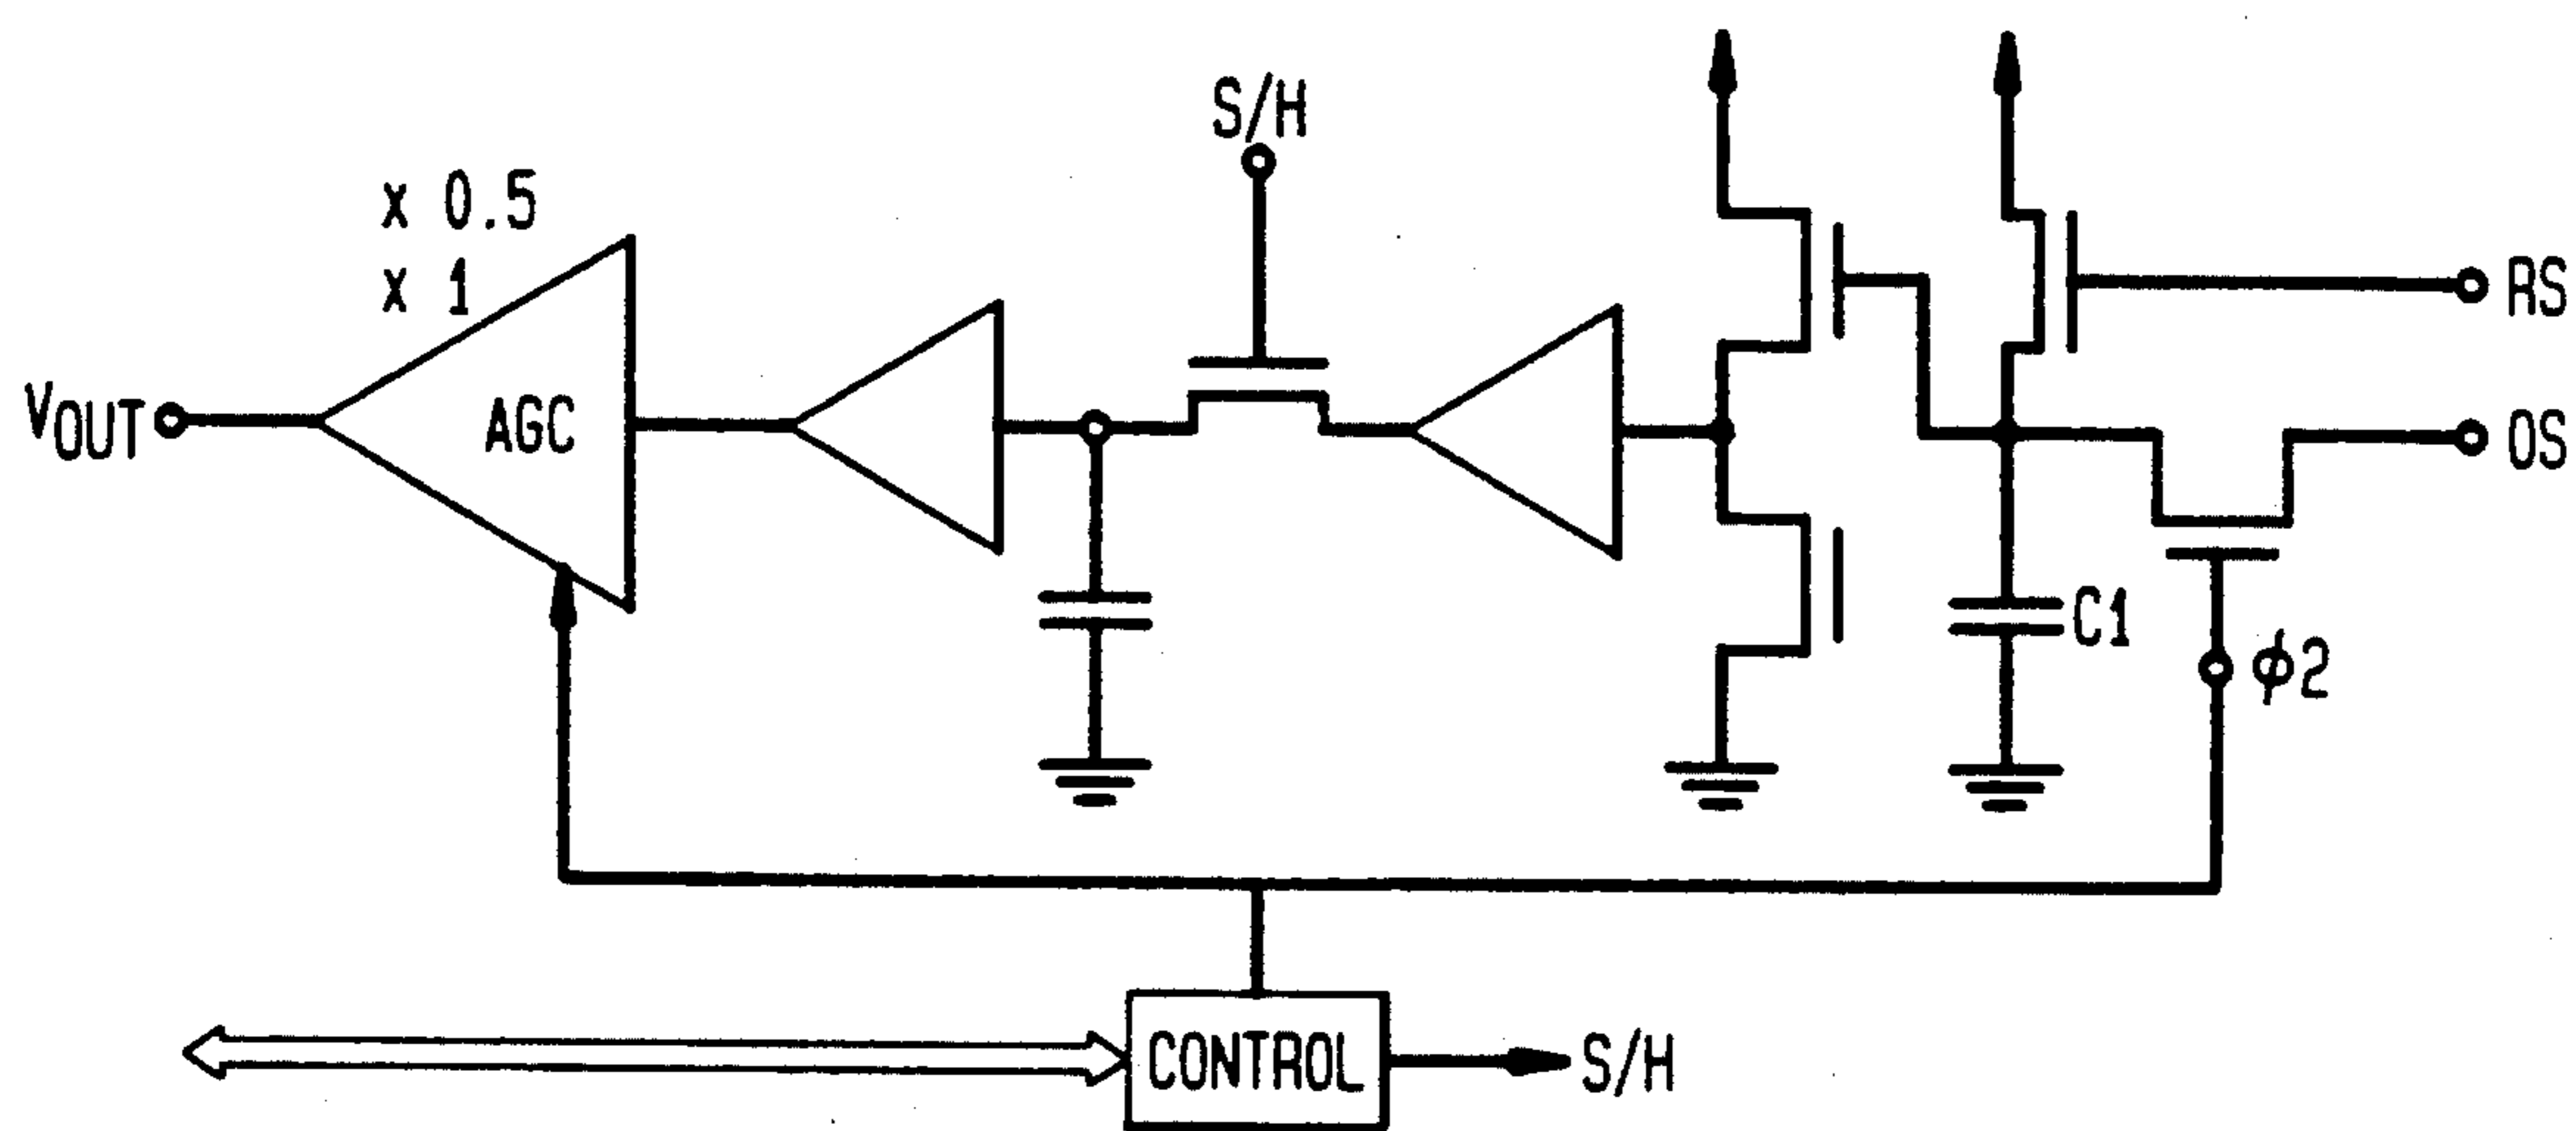 S/H
x 0.5
x 1
RS
VOUT
AGC
OS
C1
ϕ2
CONTROL
S/H